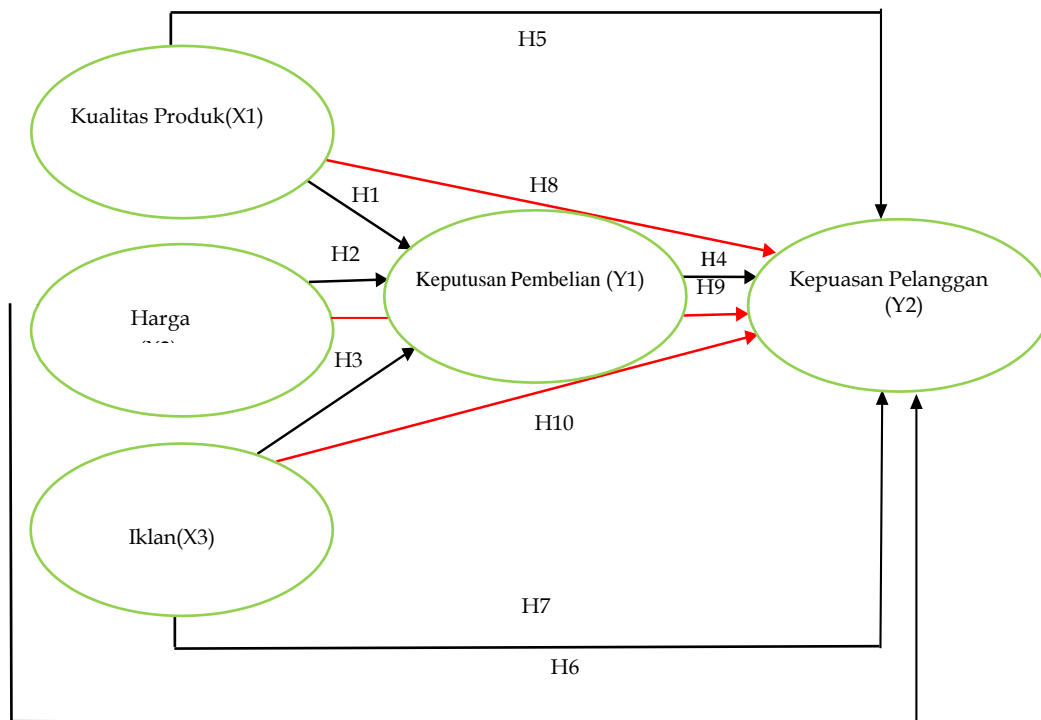 H5
Kualitas Produk(X1)
H8
H1
H2
H4
Keputusan Pembelian (Y1)
Kepuasan Pelanggan
(Y2)
H9
Harga
H3
H10
Iklan(X3)
H7
H6